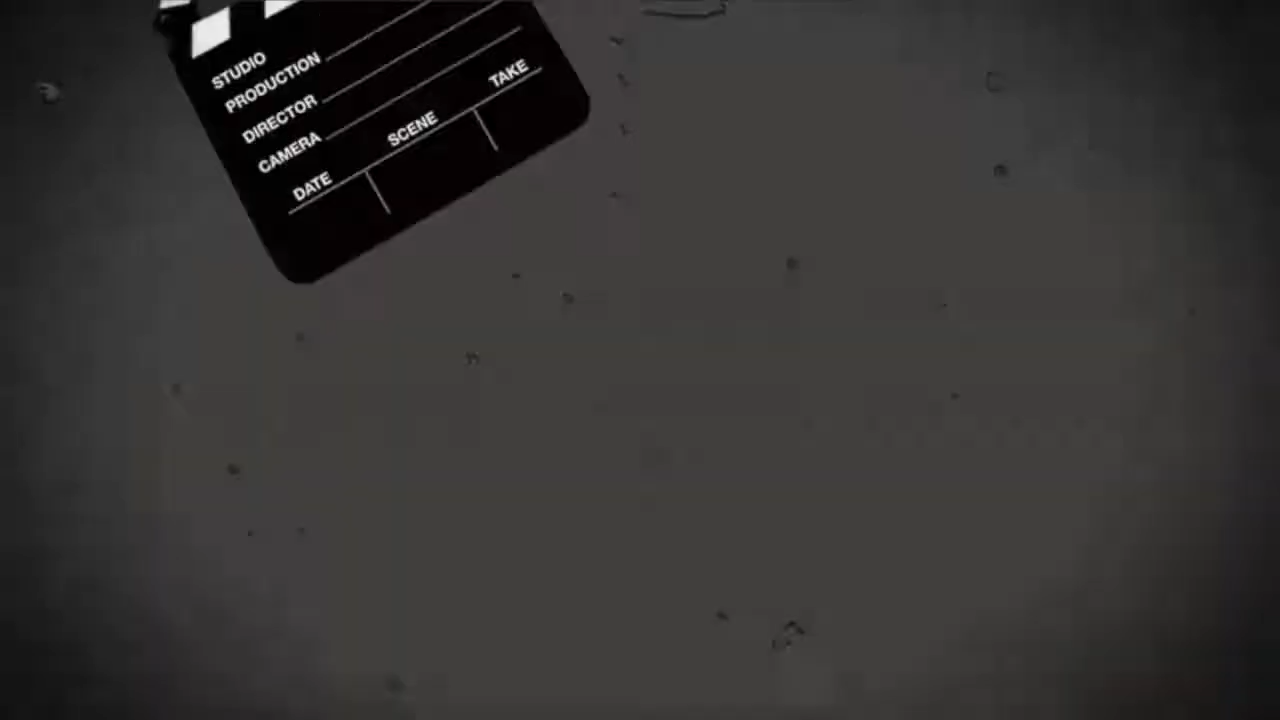 STUDIO
PRODUCTION
DIRECTOR
CAMERA
DATE SCENE TAKE